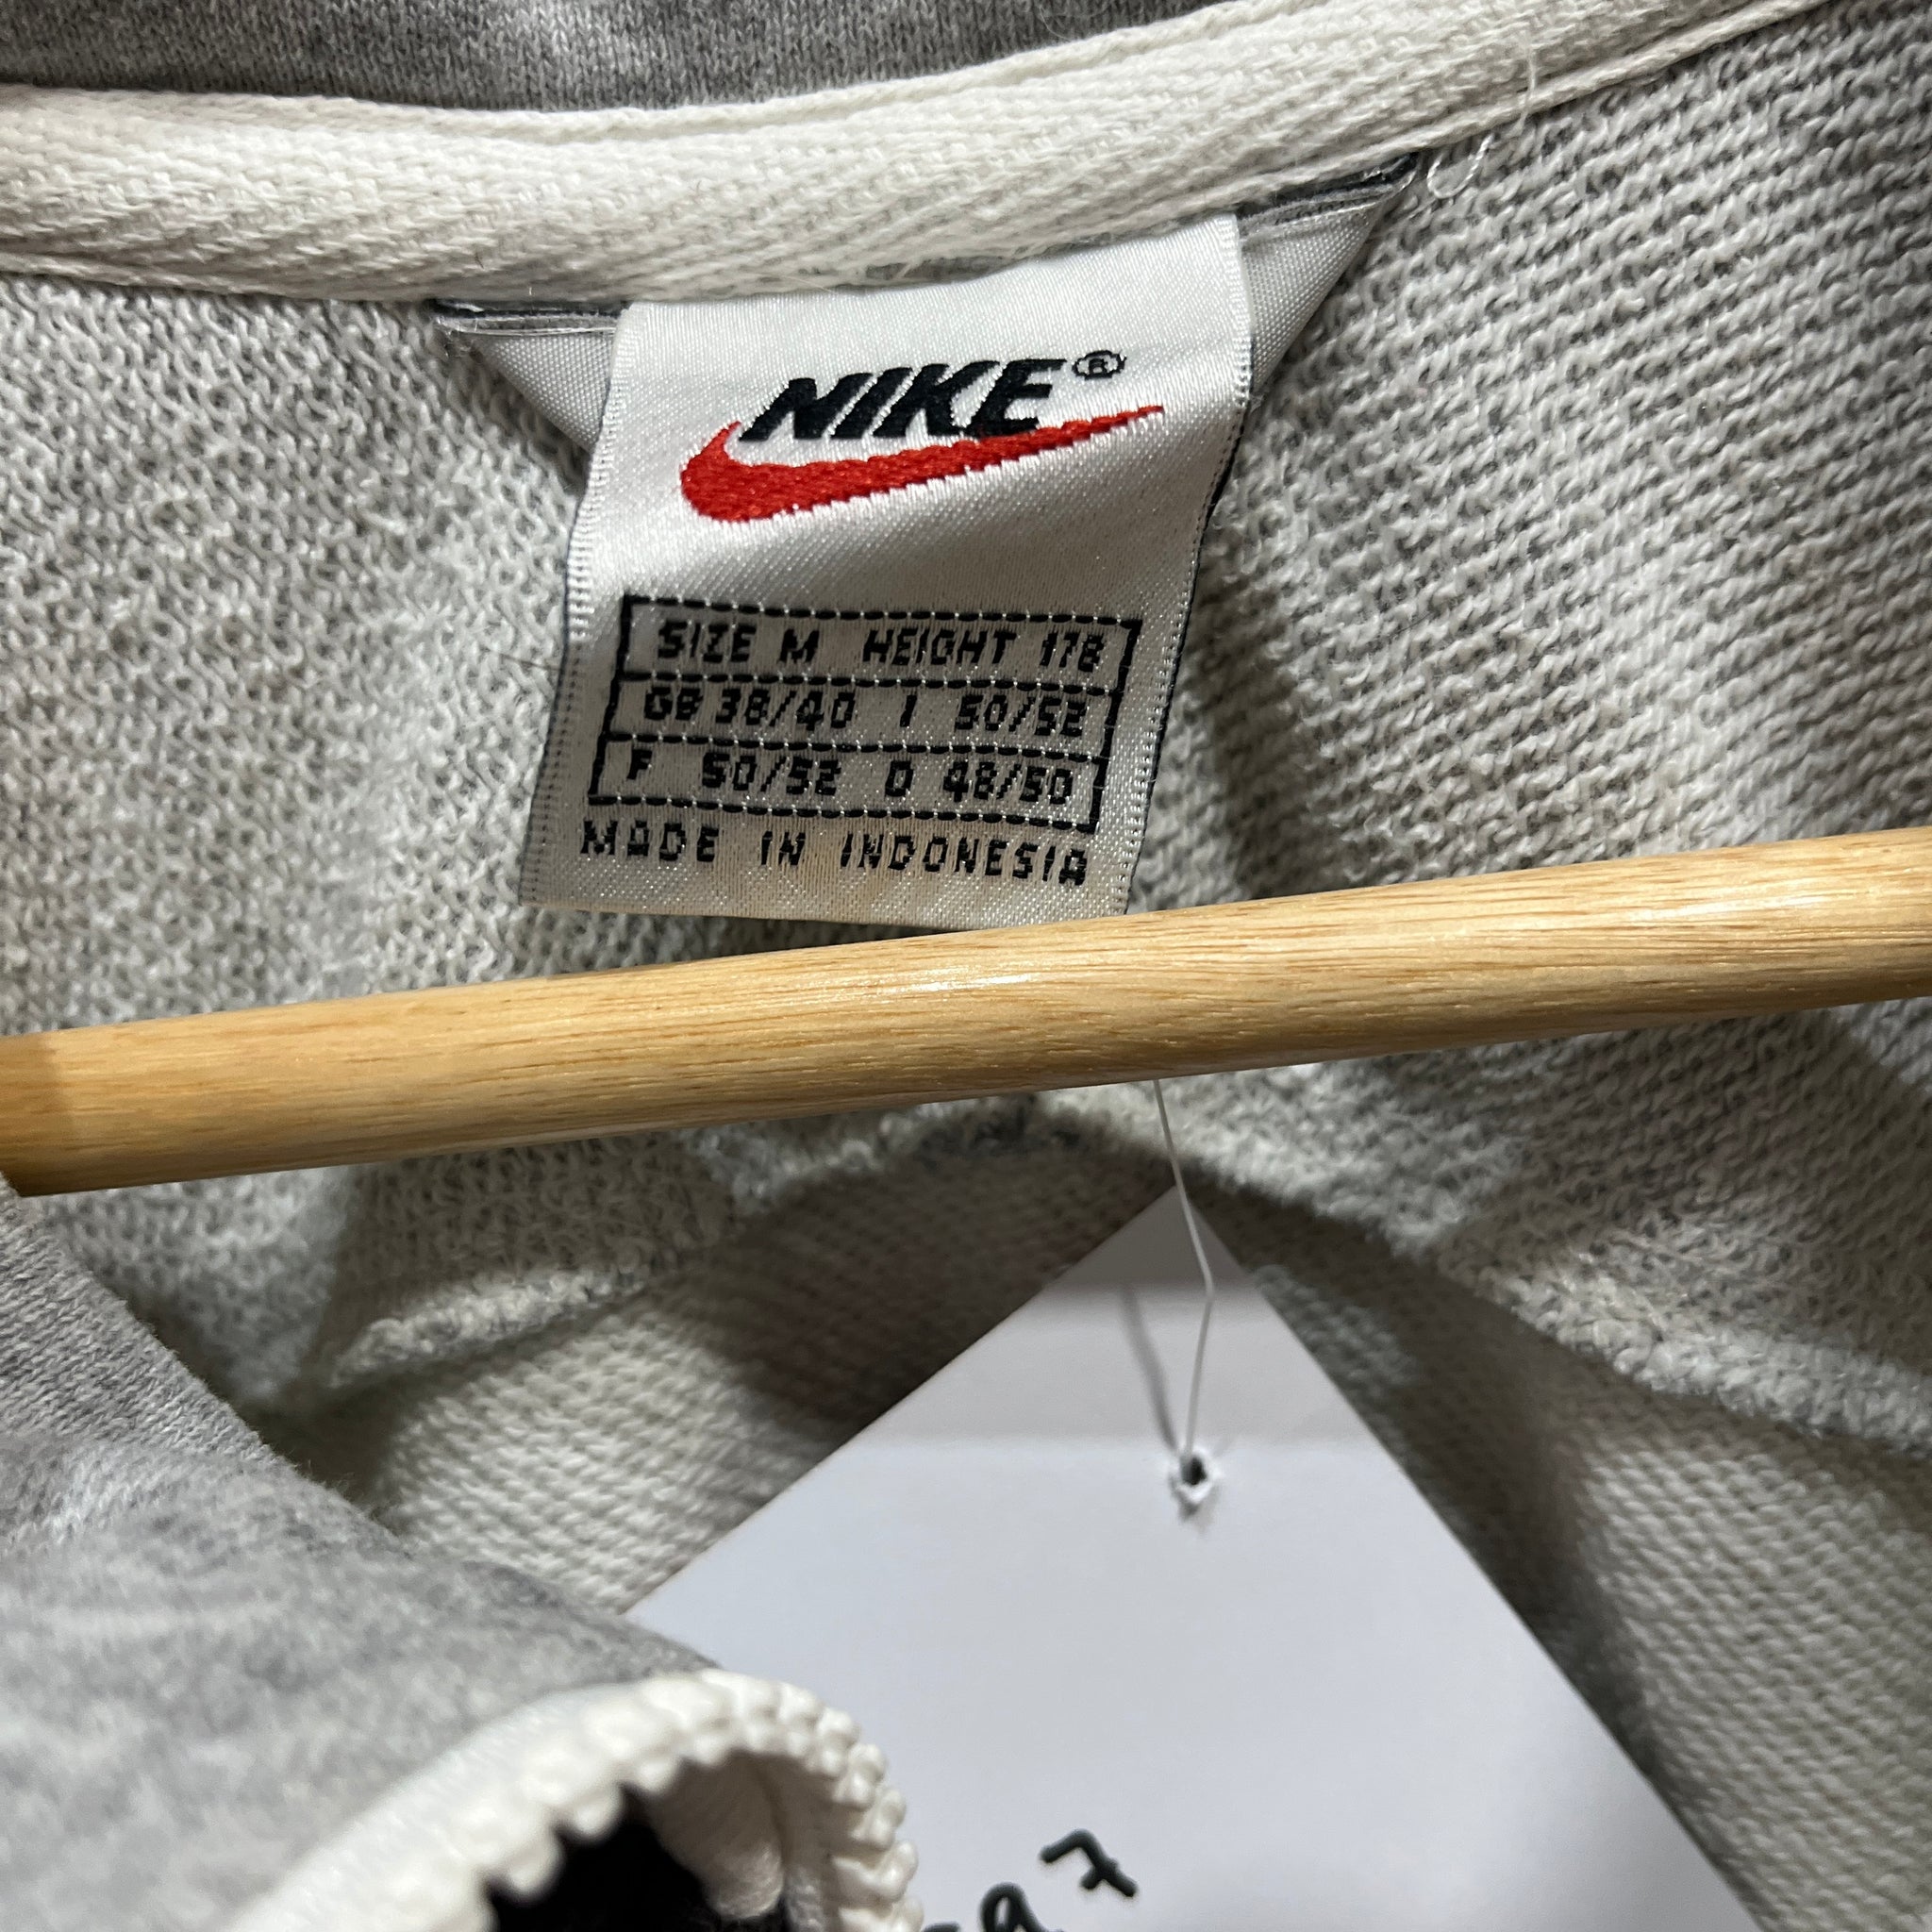 NIKE®
SIZE M HEIGHT 178
GB 38/40 I 50/52
F 50/52 D 48/50
MADE IN INDONESIA